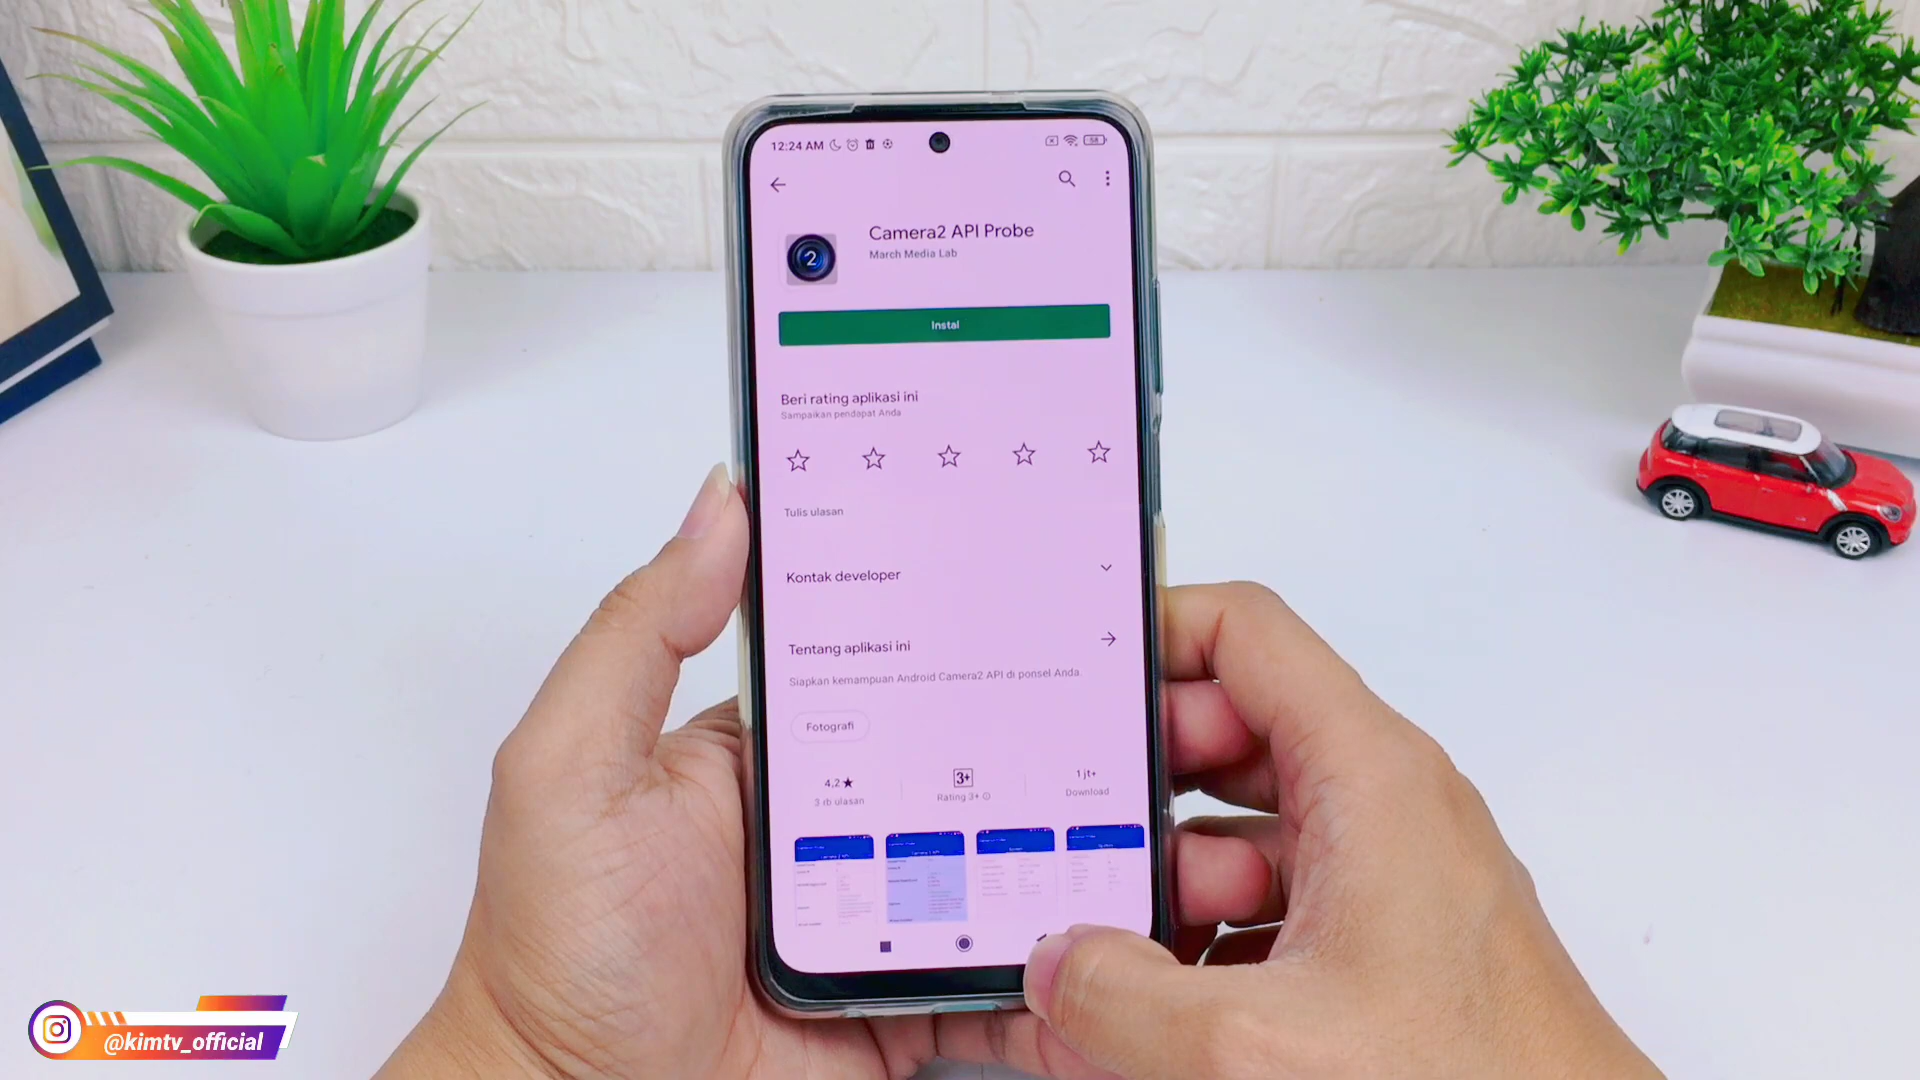 12:24 AM
68
Camera2 API Probe
March Media Lab
2
Instal
Beri rating aplikasi ini
Sampaikan pendapat Anda
Tulis ulasan
Kontak developer
Tentang aplikasi ini
Siapkan kemampuan Android Camera2 API di ponsel Anda.
Fotografi
4,2★
3 rb ulasan
3+
Rating 3+
1 jt+
Download
@kimtv_official